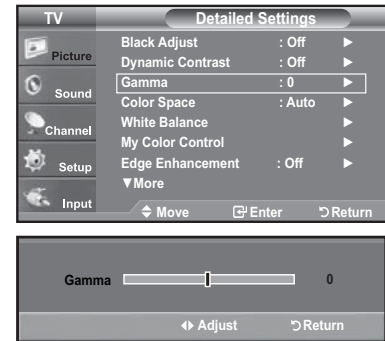 TV Detailed Settings
Picture
Sound
Channel
Setup
Input
Black Adjust : Off ►
Dynamic Contrast : Off ►
Gamma : 0 ►
Color Space : Auto ►
White Balance ►
My Color Control ►
Edge Enhancement : Off ►
▼More
Move Enter Return
Gamma 0
Adjust Return